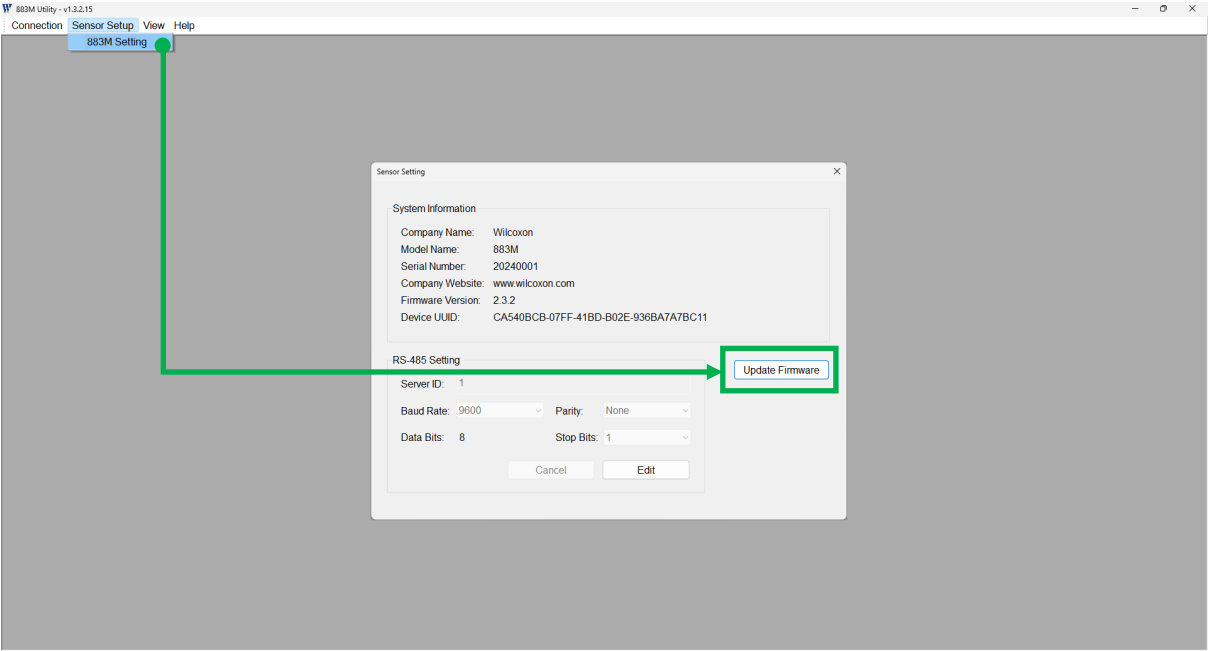 883M Utility - v1.3.2.15
Connection Sensor Setup View Help
883M Setting
Sensor Setting
System Information
Company Name: Wilcoxon
Model Name: 883M
Serial Number: 20240001
Company Website: www.wilcoxon.com
Firmware Version: 2.3.2
Device UUID: CA540BCB-07FF-41BD-B02E-936BA7A7BC11
RS-485 Setting
Update Firmware
Server ID: 1
Baud Rate: 9600 Parity: None
Data Bits: 8 Stop Bits: 1
Cancel Edit